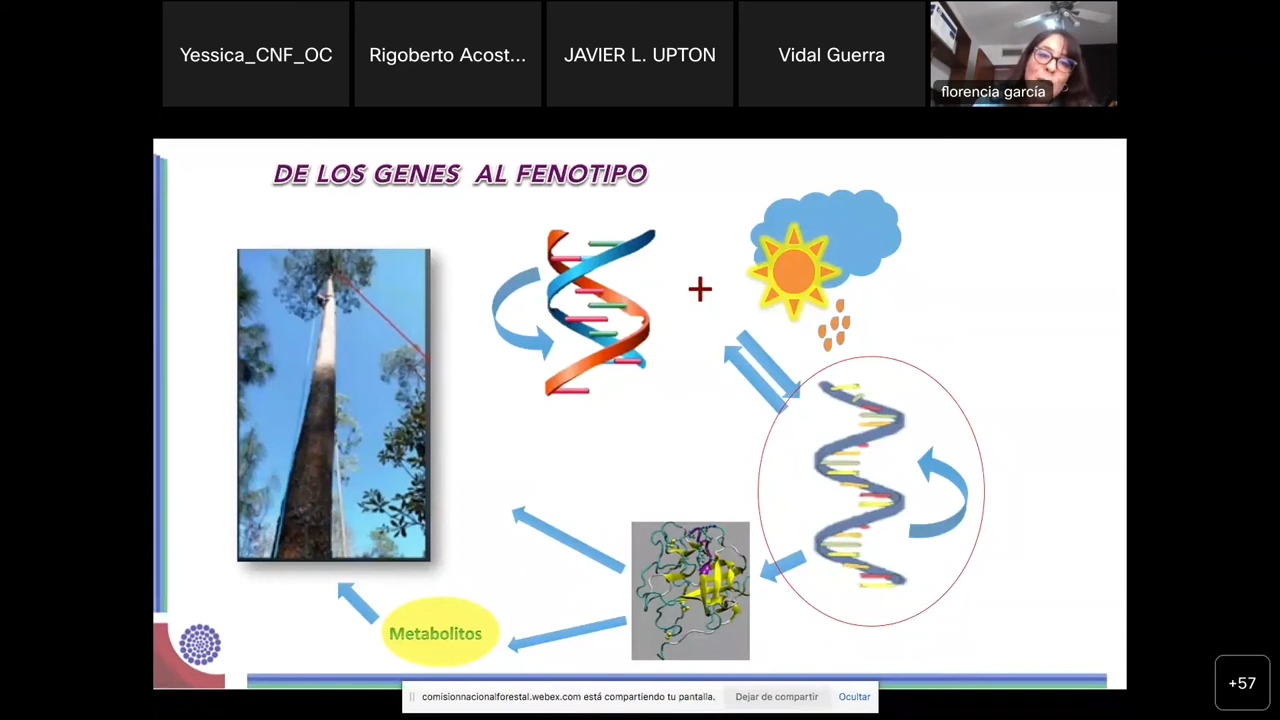 Yessica_CNF_OC
Rigoberto Acost...
JAVIER L. UPTON
Vidal Guerra
florencia garcía
DE LOS GENES AL FENOTIPO
+
Metabolitos
comisionnacionalforestal.webex.com está compartiendo tu pantalla.
Dejar de compartir
Ocultar
+57